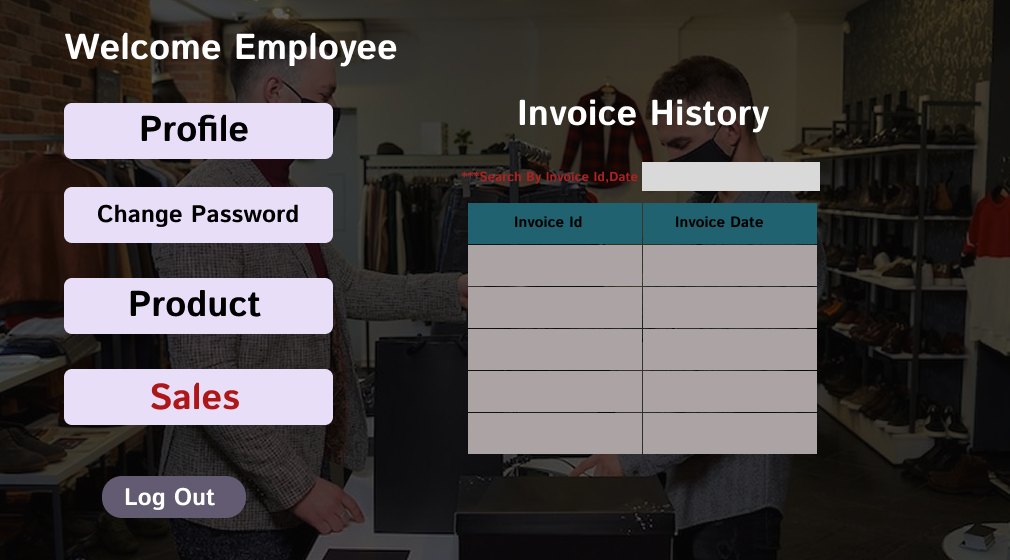 Welcome Employee
Profile
Change Password
Product
Sales
Log Out
Invoice History
***Search By Invoice Id,Date
Invoice Id
Invoice Date